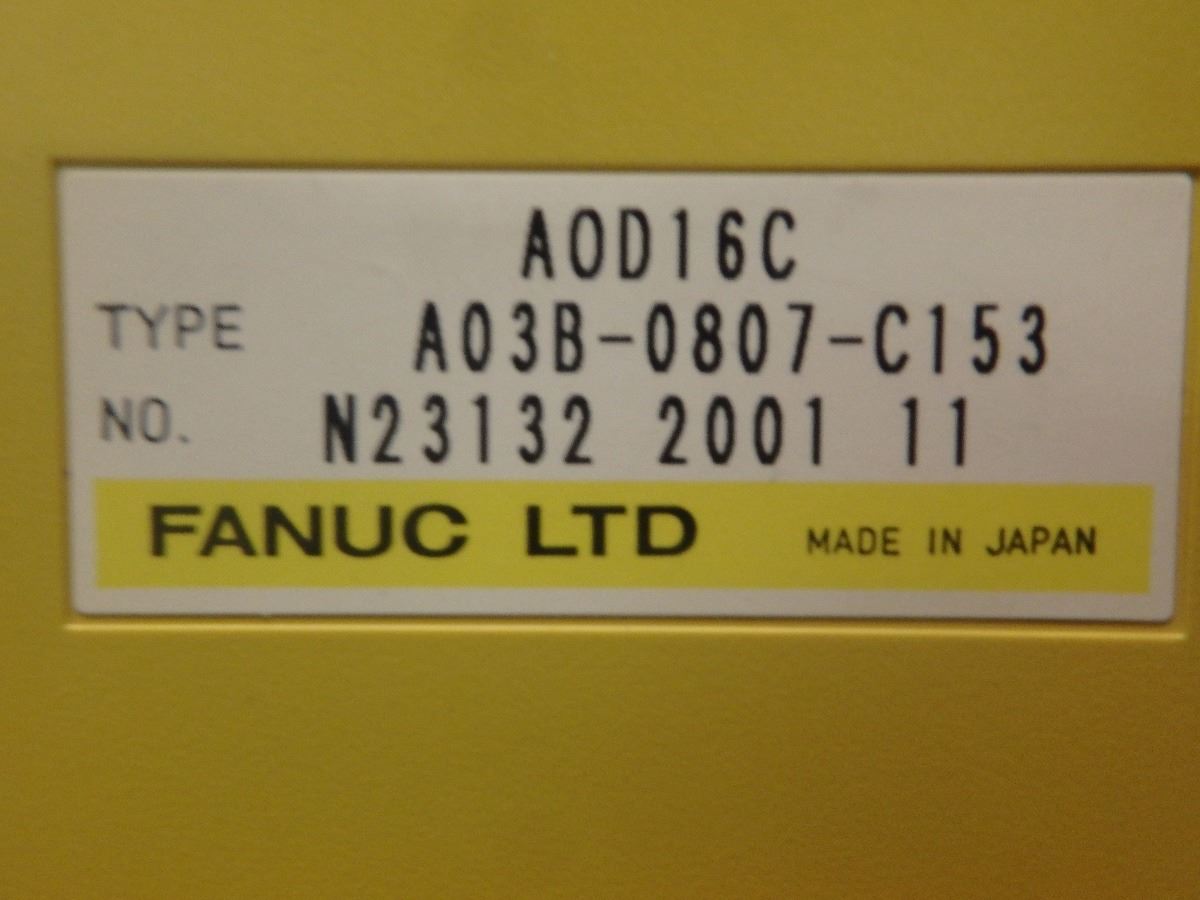 AOD16C
TYPE A03B-0807-C153
NO. N23132 2001 11
FANUC LTD MADE IN JAPAN